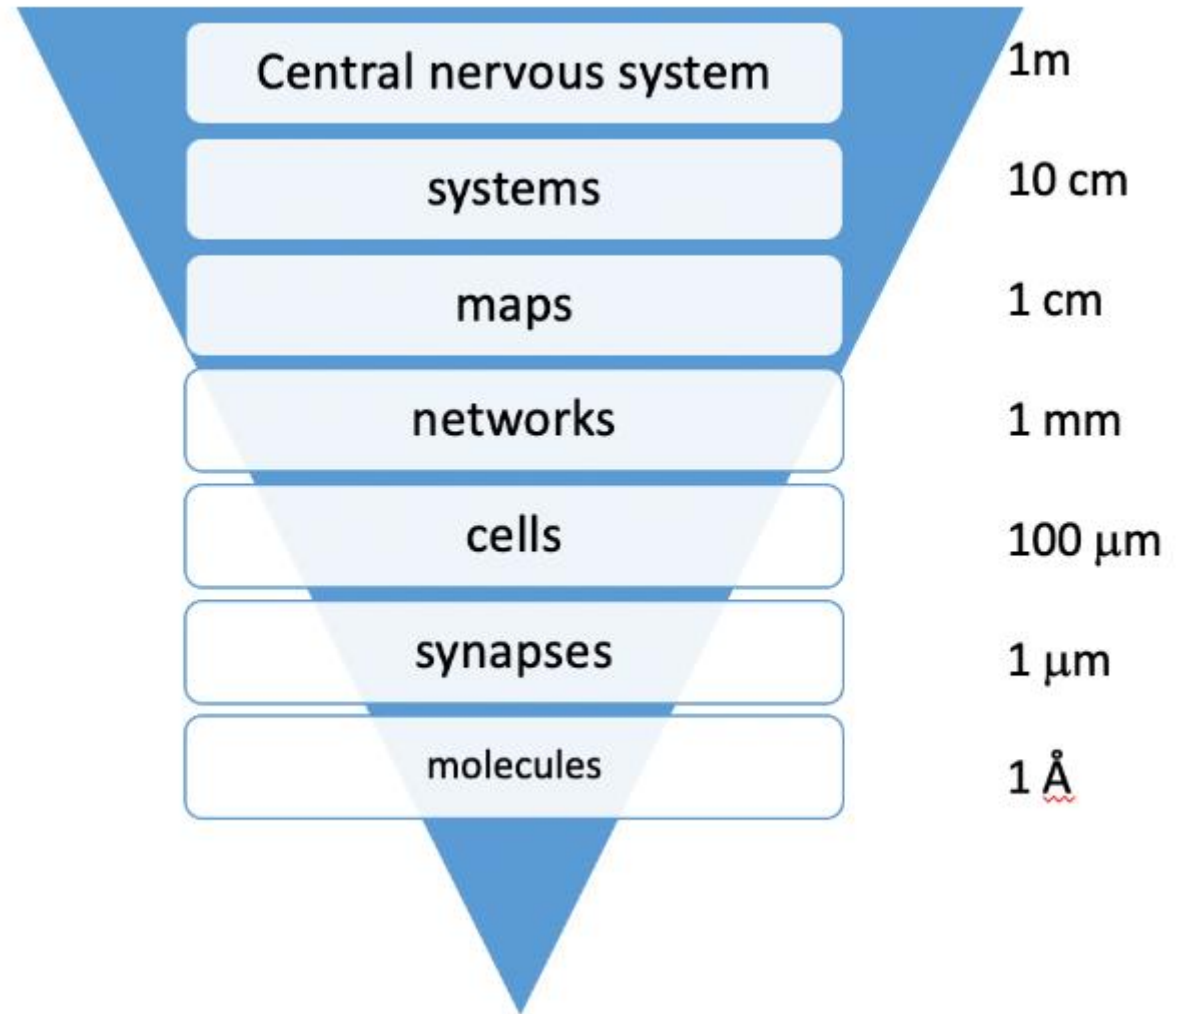 Central nervous system 1m
systems 10 cm
maps 1 cm
networks 1 mm
cells 100 μm
synapses 1 μm
molecules 1 Å